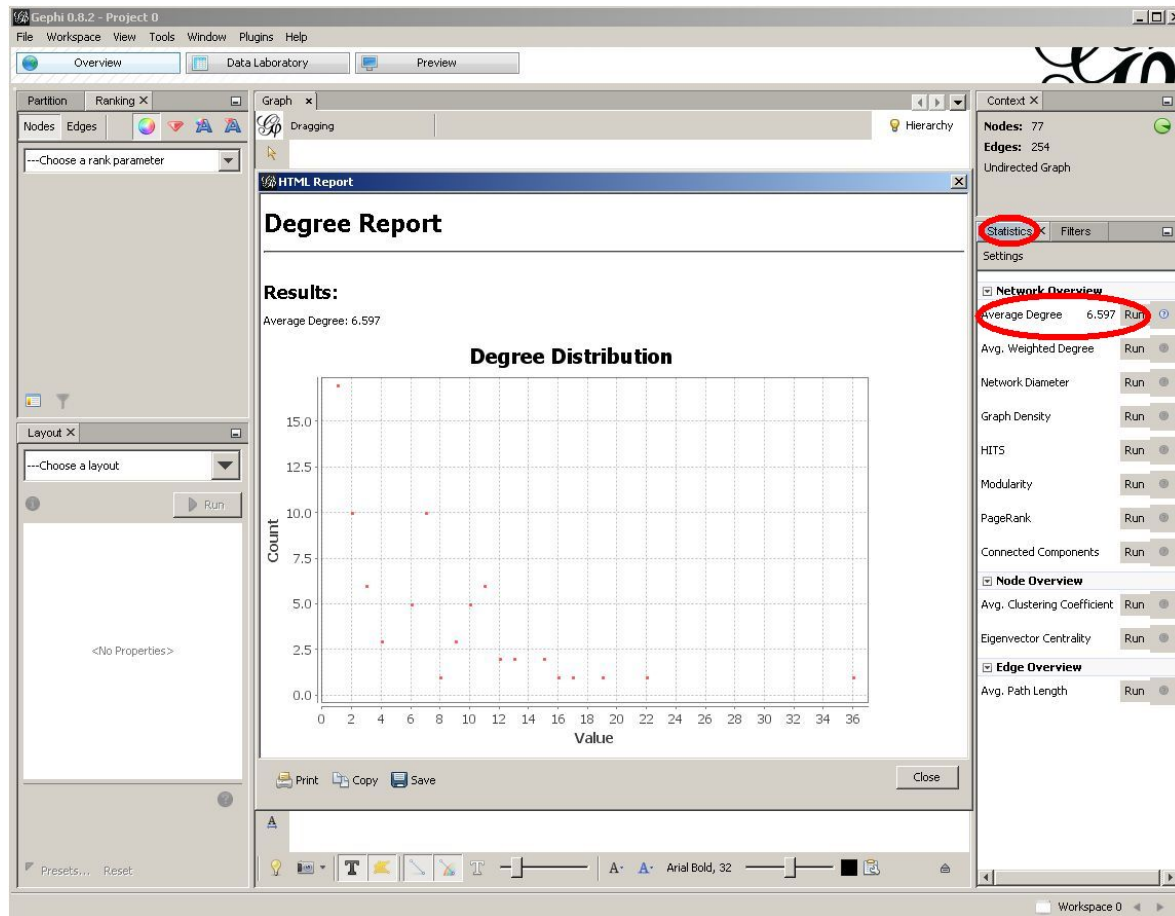 Gephi 0.8.2 - Project 0
File Workspace View Tools Window Plugins Help
Overview Data Laboratory Preview
Partition Ranking
Nodes Edges
---Choose a rank parameter
Layout
---Choose a layout
Run
<No Properties>
Presets... Reset
Graph
Dragging Hierarchy
HTML Report
Degree Report
Results:
Average Degree: 6.597
Degree Distribution
15.0
12.5
10.0
7.5
5.0
2.5
0.0
Count
0 2 4 6 8 10 12 14 16 18 20 22 24 26 28 30 32 34 36
Value
Print Copy Save Close
A
T T A- A- Arial Bold, 32
Context
Nodes: 77
Edges: 254
Undirected Graph
Statistics Filters
Settings
Network Overview
Average Degree 6.597 Run
Avg. Weighted Degree Run
Network Diameter Run
Graph Density Run
HITS Run
Modularity Run
PageRank Run
Connected Components Run
Node Overview
Avg. Clustering Coefficient Run
Eigenvector Centrality Run
Edge Overview
Avg. Path Length Run
Workspace 0